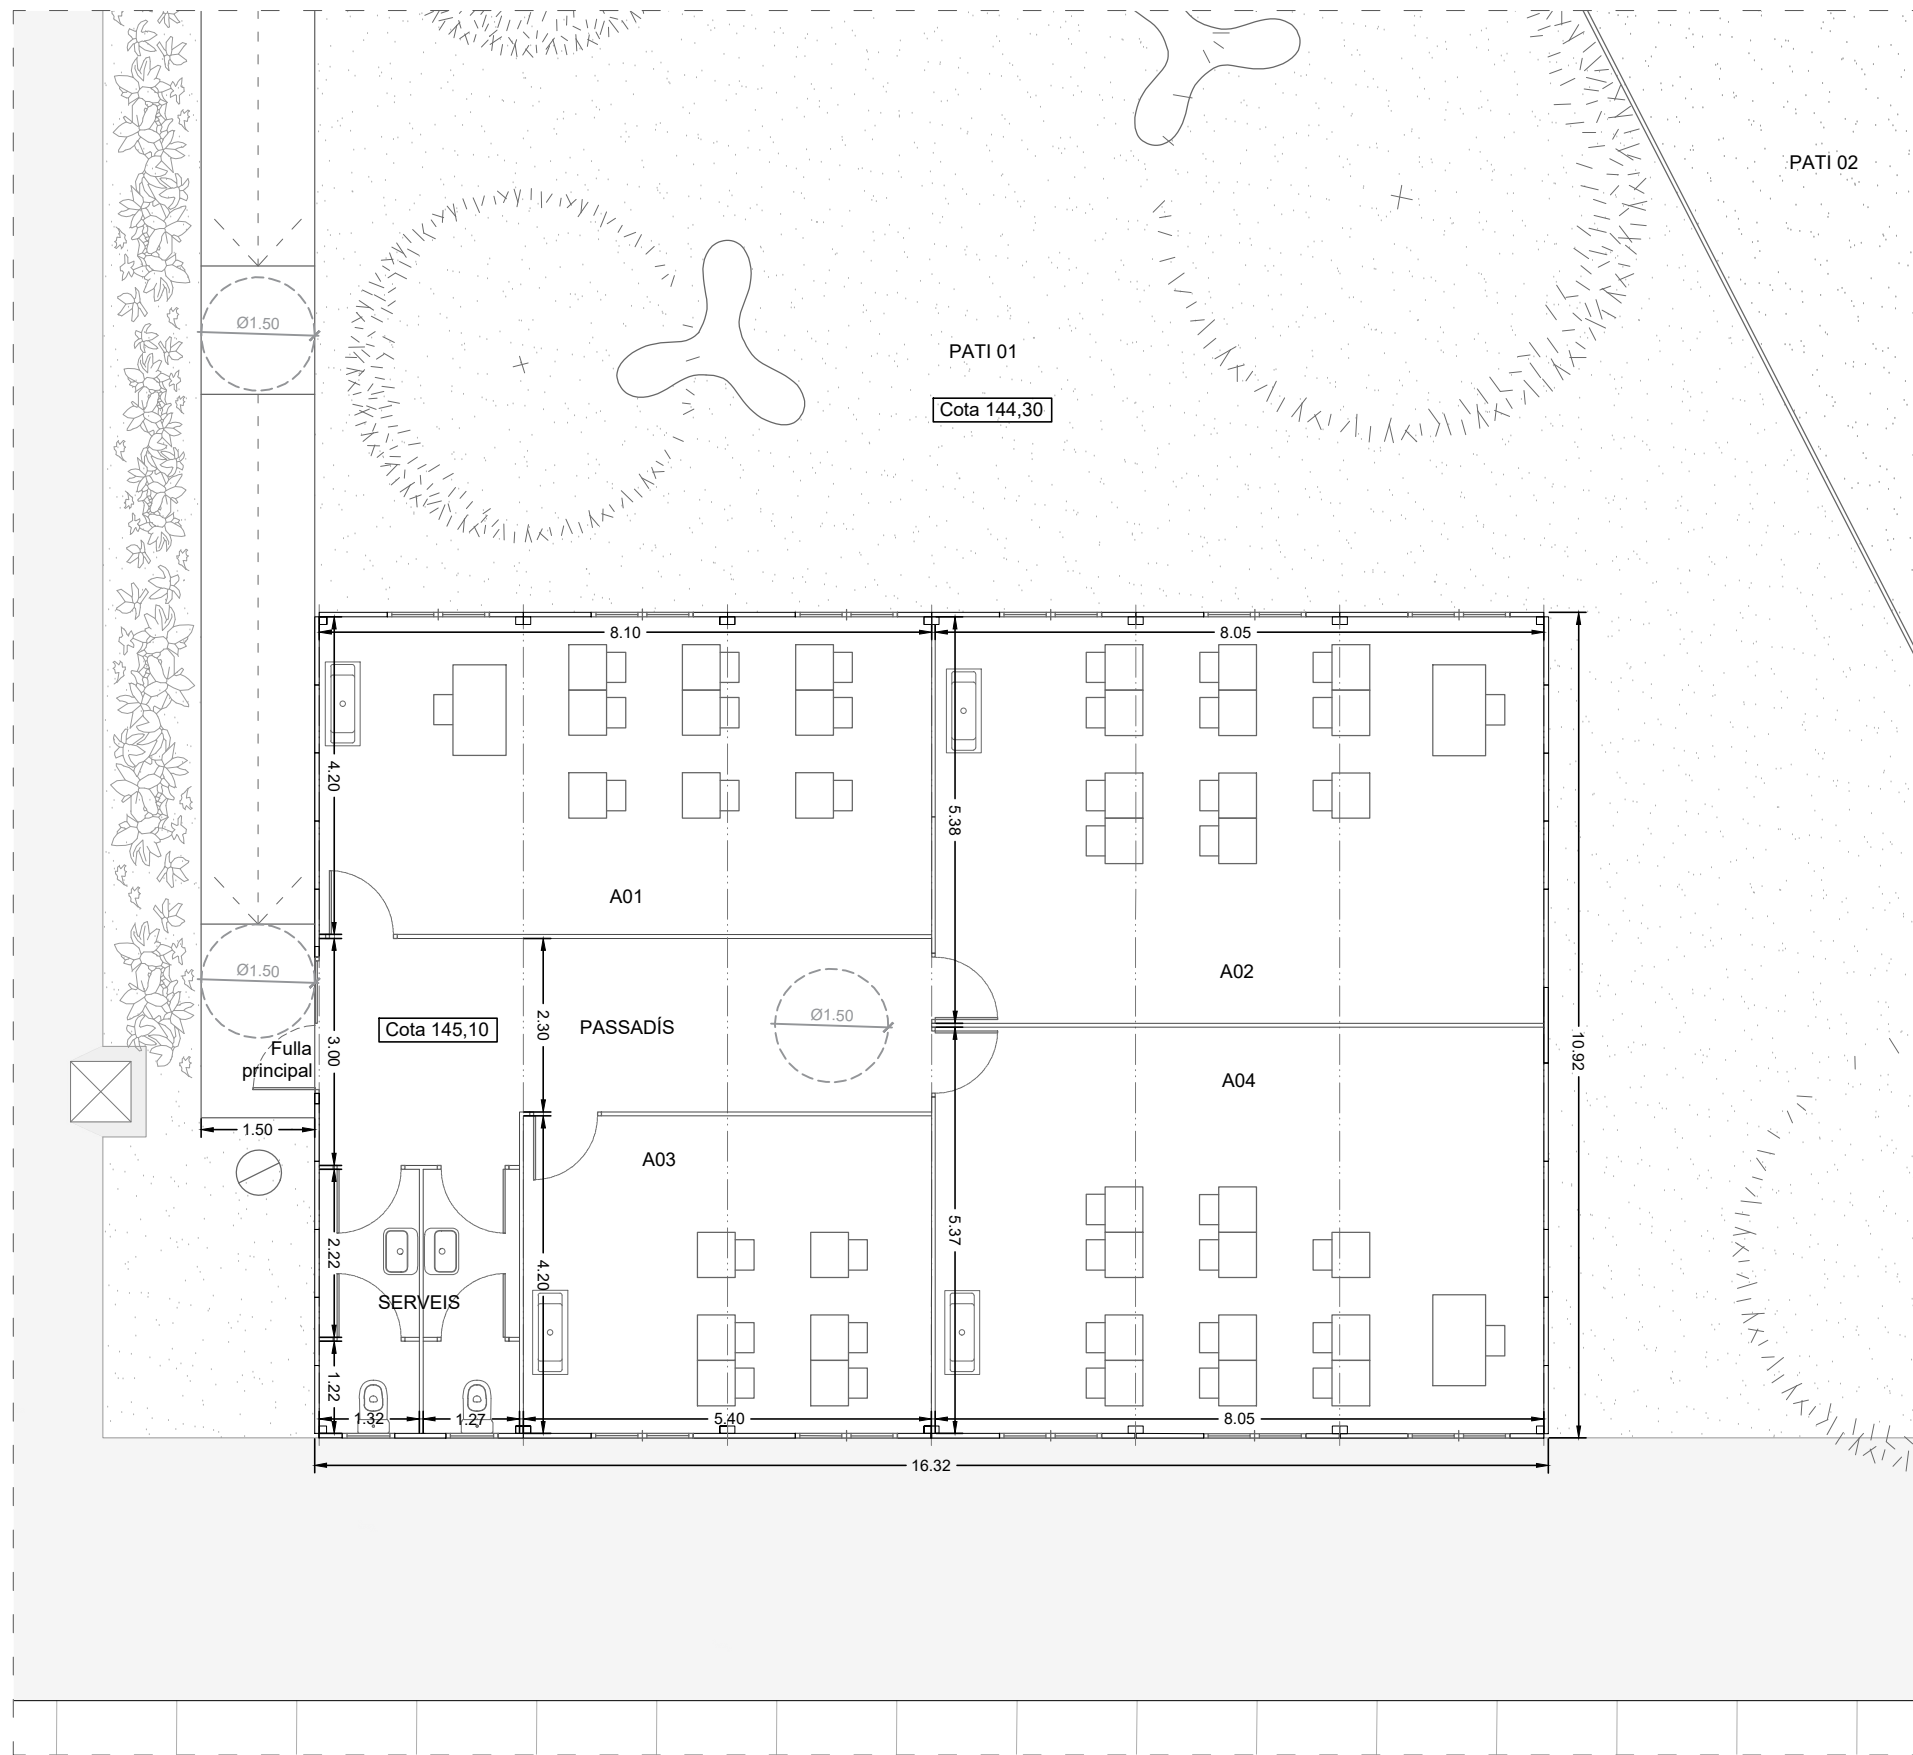 PATI 02
Ø1.50
PATI 01
Cota 144,30
8.10
8.05
4.20
5.38
A01
A02
Ø1.50
Cota 145,10
2.30
PASSADÍS
Ø1.50
Fulla
principal
3.00
10.92
A04
1.50
A03
5.37
2.22
4.20
SERVEIS
1.22
1.32
1.27
5.40
8.05
16.32